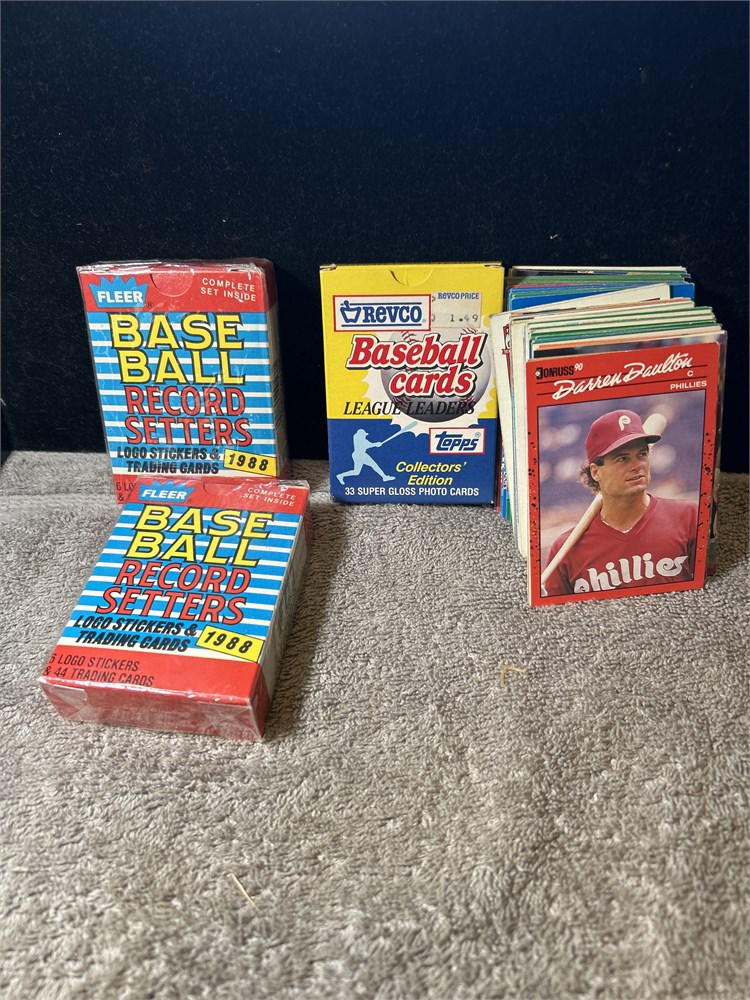 FLEER
COMPLETE
SET INSIDE
BASE
BALL
RECORD
SETTERS
LOGO STICKERS &
TRADING CARDS
1988
FLEER
COMPLETE
SET INSIDE
BASE
BALL
RECORD
SETTERS
LOGO STICKERS &
TRADING CARDS
1988
6 LOGO STICKERS
& 44 TRADING CARDS
REVCO
REVCO PRICE
1.49
Baseball
cards
LEAGUE LEADERS
TOPPS
Collectors'
Edition
33 SUPER GLOSS PHOTO CARDS
DONRUSS 90
Darren Daulton
C
PHILLIES
P
Phillies